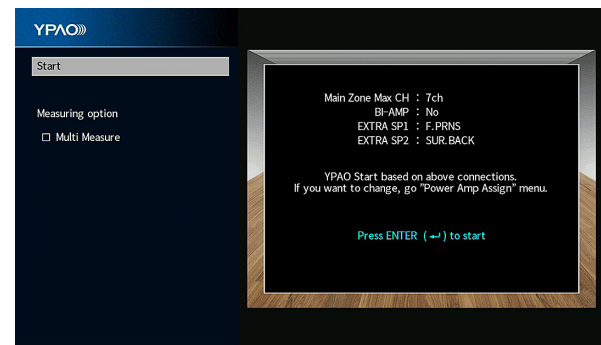 YPAO
Start
Measuring option
Multi Measure
Main Zone Max CH : 7ch
BI-AMP : No
EXTRA SP1 : F.PRNS
EXTRA SP2 : SUR.BACK
YPAO Start based on above connections.
If you want to change, go "Power Amp Assign" menu.
Press ENTER (↵) to start